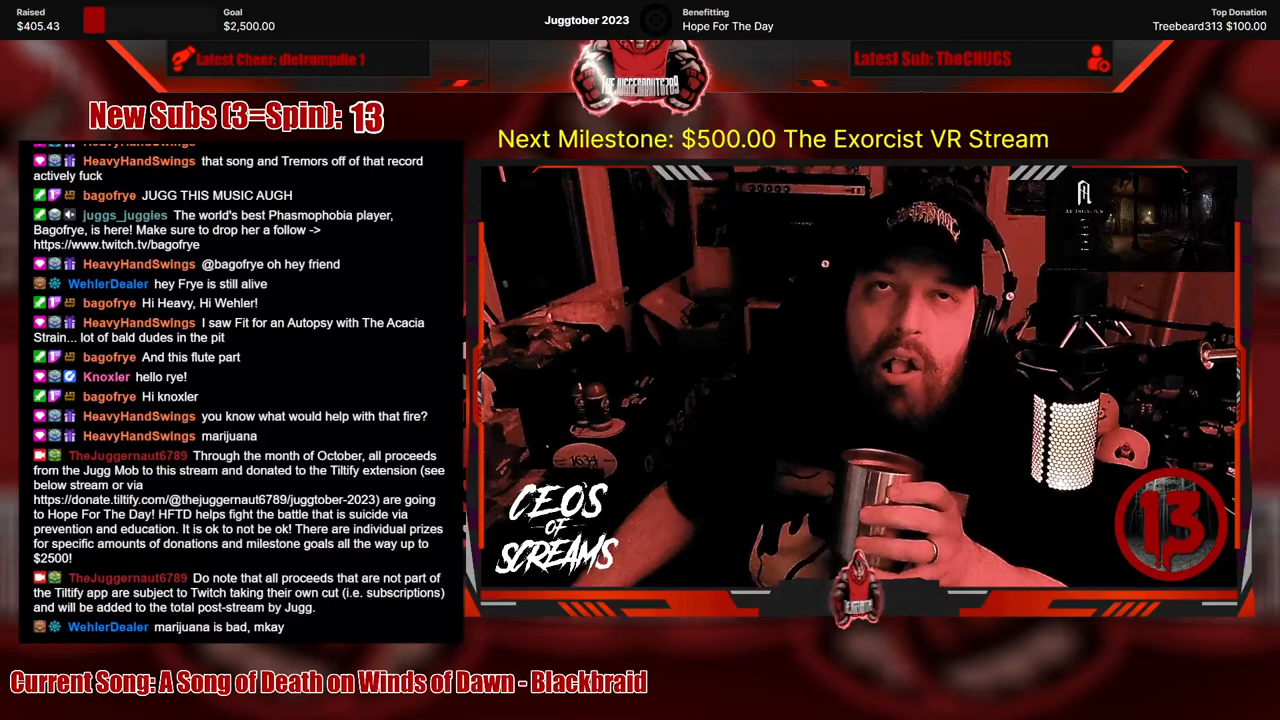 Raised
$405.43
Goal
$2,500.00
Juggtober 2023
Benefitting
Hope For The Day
Top Donation
Treebeard313 $100.00
Latest Cheer: dietrumpdie 1
THEJUGGERNAUT6789
Latest Sub: TheCHUGS
New Subs (3=Spin): 13
Next Milestone: $500.00 The Exorcist VR Stream
HeavyHandSwings
HeavyHandSwings that song and Tremors off of that record
actively fuck
bagofrye JUGG THIS MUSIC AUGH
juggs_juggies The world's best Phasmophobia player,
Bagofrye, is here! Make sure to drop her a follow ->
https://www.twitch.tv/bagofrye
HeavyHandSwings @bagofrye oh hey friend
WehlerDealer hey Frye is still alive
bagofrye Hi Heavy, Hi Wehler!
HeavyHandSwings I saw Fit for an Autopsy with The Acacia
Strain... lot of bald dudes in the pit
bagofrye And this flute part
Knoxler hello rye!
bagofrye Hi knoxler
HeavyHandSwings you know what would help with that fire?
HeavyHandSwings marijuana
TheJuggernaut6789 Through the month of October, all proceeds
from the Jugg Mob to this stream and donated to the Tiltify extension (see
below stream or via
https://donate.tiltify.com/@thejuggernaut6789/juggtober-2023) are going
to Hope For The Day! HFTD helps fight the battle that is suicide via
prevention and education. It is ok to not be ok! There are individual prizes
for specific amounts of donations and milestone goals all the way up to
$2500!
TheJuggernaut6789 Do note that all proceeds that are not part of
the Tiltify app are subject to Twitch taking their own cut (i.e. subscriptions)
and will be added to the total post-stream by Jugg.
WehlerDealer marijuana is bad, mkay
1634
CEO'S
OF
SCREAMS
13
Current Song: A Song of Death on Winds of Dawn - Blackbraid